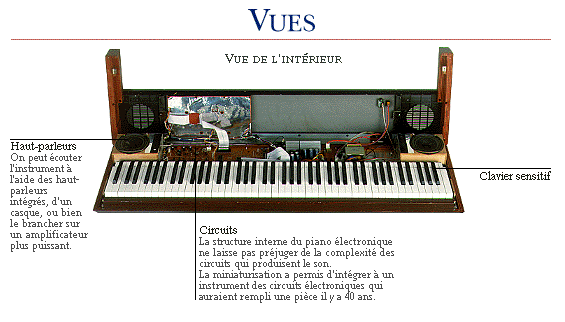 VUES
VUE DE L'INTÉRIEUR
Haut-parleurs
On peut écouter
l'instrument à
l'aide des haut-
parleurs
intégrés, d'un
casque, ou bien
le brancher sur
un amplificateur
plus puissant.
Clavier sensitif
Circuits
La structure interne du piano électronique
ne laisse pas préjuger de la complexité des
circuits qui produisent le son.
La miniaturisation a permis d'intégrer à un
instrument des circuits électroniques qui
auraient rempli une pièce il y a 40 ans.